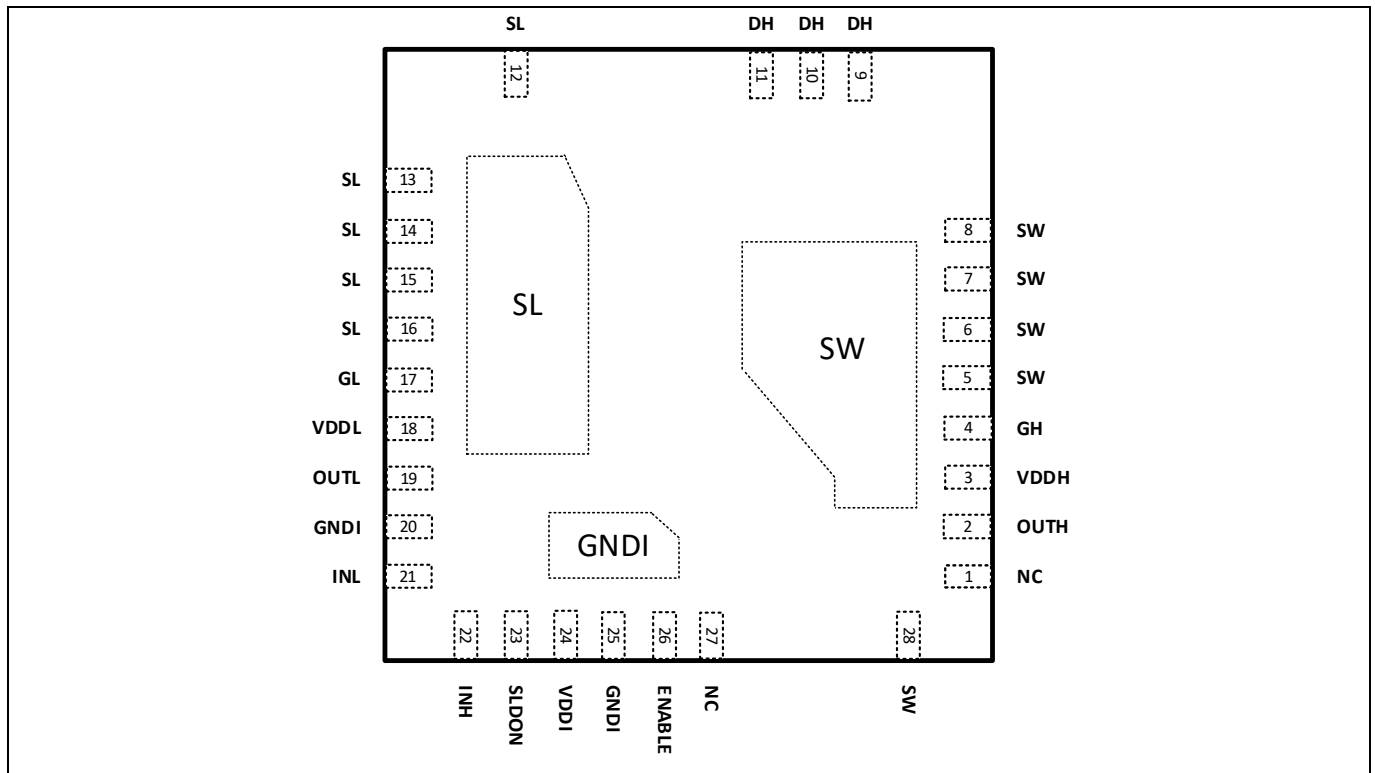 SL DH DH DH
12 11 10 9
SL 13
SL 14
SL 15
SL 16
GL 17
VDDL 18
OUTL 19
GNDI 20
INL 21
8 SW
7 SW
6 SW
5 SW
4 GH
3 VDDH
2 OUTH
1 NC
SL
SW
GNDI
22 23 24 25 26 27 28
INH SLDON VDDI GNDI ENABLE NC SW